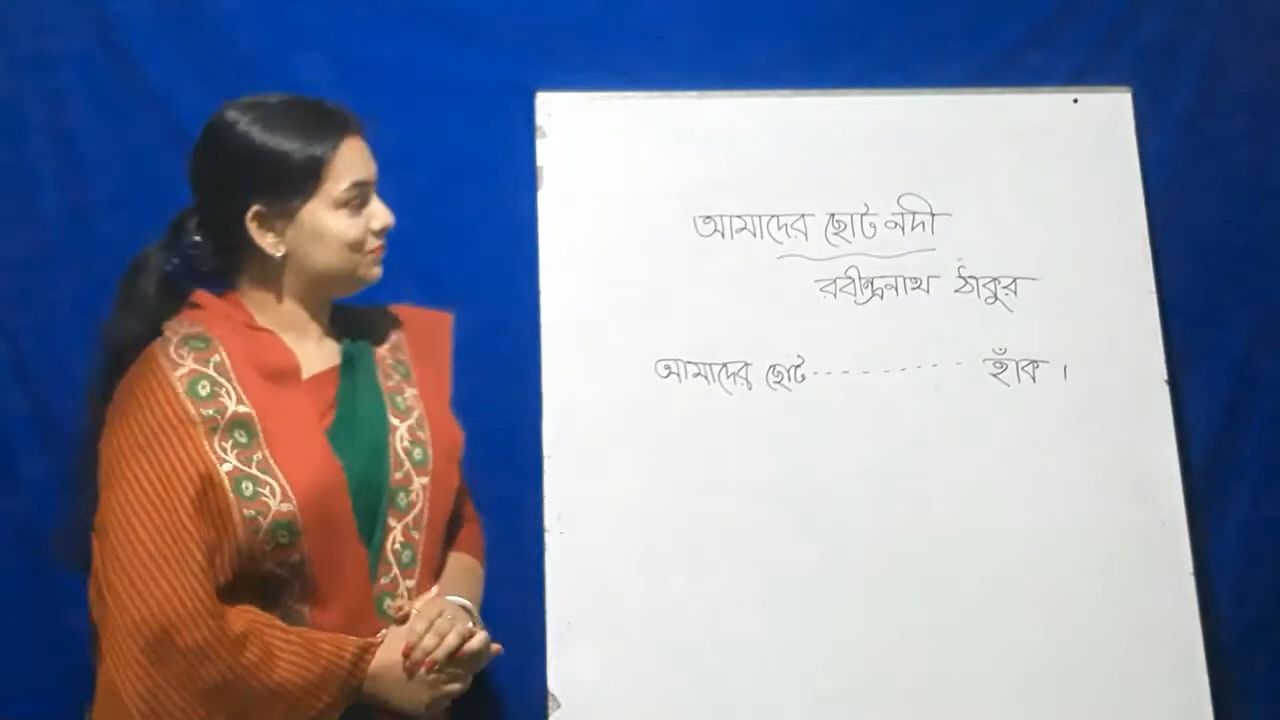 আমাদের ছোট নদী
রবীন্দ্রনাথ ঠাকুর
আমাদের ছোট ---------- হাঁক ।